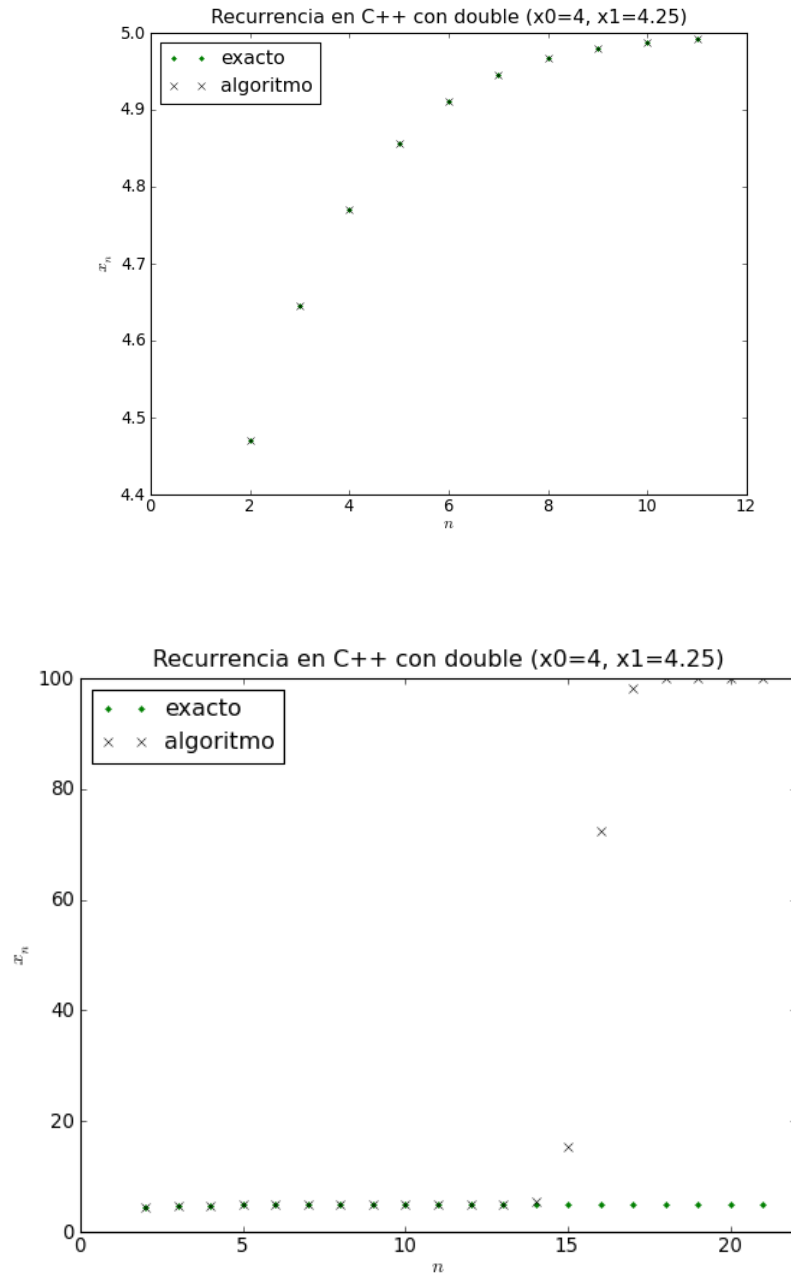 Recurrencia en C++ con double (x0=4, x1=4.25)
exacto
algoritmo
5.0
4.9
4.8
4.7
4.6
4.5
4.4
xₙ
0 2 4 6 8 10 12
n
Recurrencia en C++ con double (x0=4, x1=4.25)
exacto
algoritmo
100
80
60
40
20
0
xₙ
0 5 10 15 20
n